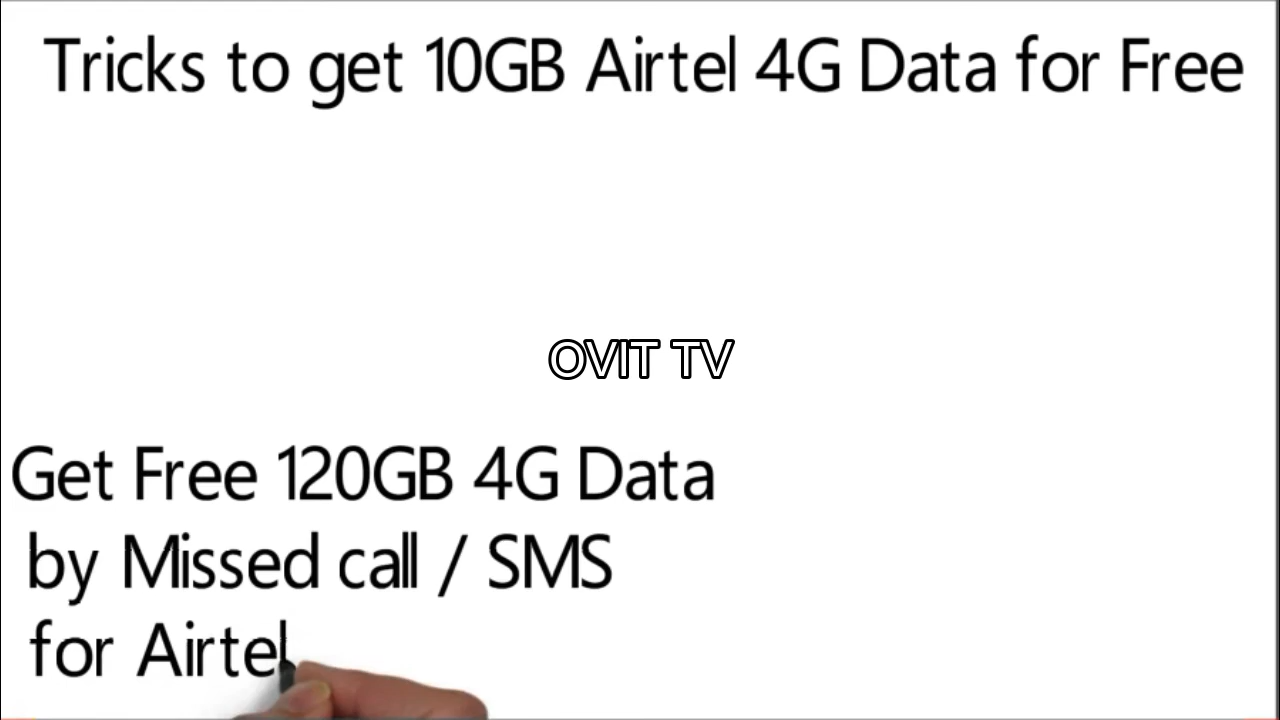 Tricks to get 10GB Airtel 4G Data for Free
OVIT TV
Get Free 120GB 4G Data
by Missed call / SMS
for Airtel